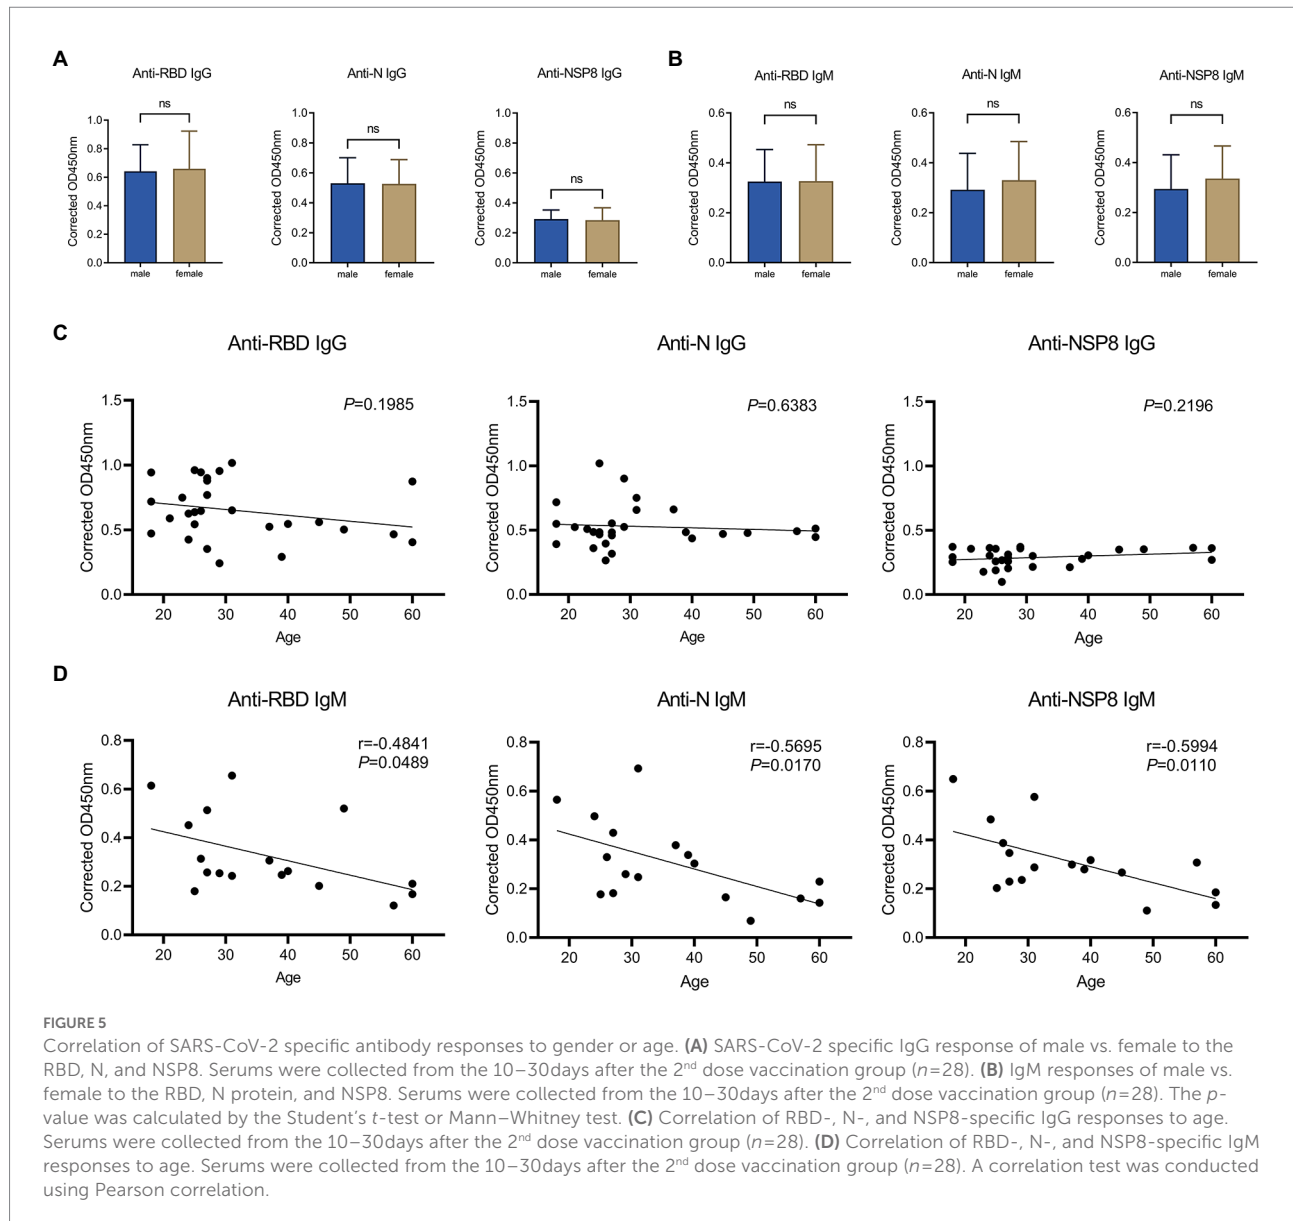 A
B
Anti-RBD IgG
Anti-N IgG
Anti-NSP8 IgG
Anti-RBD IgM
Anti-N IgM
Anti-NSP8 IgM
ns
ns
ns
ns
ns
ns
Corrected OD450nm
1.0
0.8
0.6
0.4
0.2
0.0
male
female
Corrected OD450nm
1.0
0.8
0.6
0.4
0.2
0.0
male
female
Corrected OD450nm
1.0
0.8
0.6
0.4
0.2
0.0
male
female
Corrected OD450nm
0.6
0.4
0.2
0.0
male
female
Corrected OD450nm
0.6
0.4
0.2
0.0
male
female
Corrected OD450nm
0.6
0.4
0.2
0.0
male
female
C
Anti-RBD IgG
P=0.1985
Corrected OD450nm
1.5
1.0
0.5
0.0
20 30 40 50 60
Age
Anti-N IgG
P=0.6383
Corrected OD450nm
1.5
1.0
0.5
0.0
20 30 40 50 60
Age
Anti-NSP8 IgG
P=0.2196
Corrected OD450nm
1.5
1.0
0.5
0.0
20 30 40 50 60
Age
D
Anti-RBD IgM
r=-0.4841
P=0.0489
Corrected OD450nm
0.8
0.6
0.4
0.2
0.0
20 30 40 50 60
Age
Anti-N IgM
r=-0.5695
P=0.0170
Corrected OD450nm
0.8
0.6
0.4
0.2
0.0
20 30 40 50 60
Age
Anti-NSP8 IgM
r=-0.5994
P=0.0110
Corrected OD450nm
0.8
0.6
0.4
0.2
0.0
20 30 40 50 60
Age
FIGURE 5
Correlation of SARS-CoV-2 specific antibody responses to gender or age. (A) SARS-CoV-2 specific IgG response of male vs. female to the
RBD, N, and NSP8. Serums were collected from the 10–30days after the 2nd dose vaccination group (n=28). (B) IgM responses of male vs.
female to the RBD, N protein, and NSP8. Serums were collected from the 10–30days after the 2nd dose vaccination group (n=28). The p-
value was calculated by the Student's t-test or Mann–Whitney test. (C) Correlation of RBD-, N-, and NSP8-specific IgG responses to age.
Serums were collected from the 10–30days after the 2nd dose vaccination group (n=28). (D) Correlation of RBD-, N-, and NSP8-specific IgM
responses to age. Serums were collected from the 10–30days after the 2nd dose vaccination group (n=28). A correlation test was conducted
using Pearson correlation.